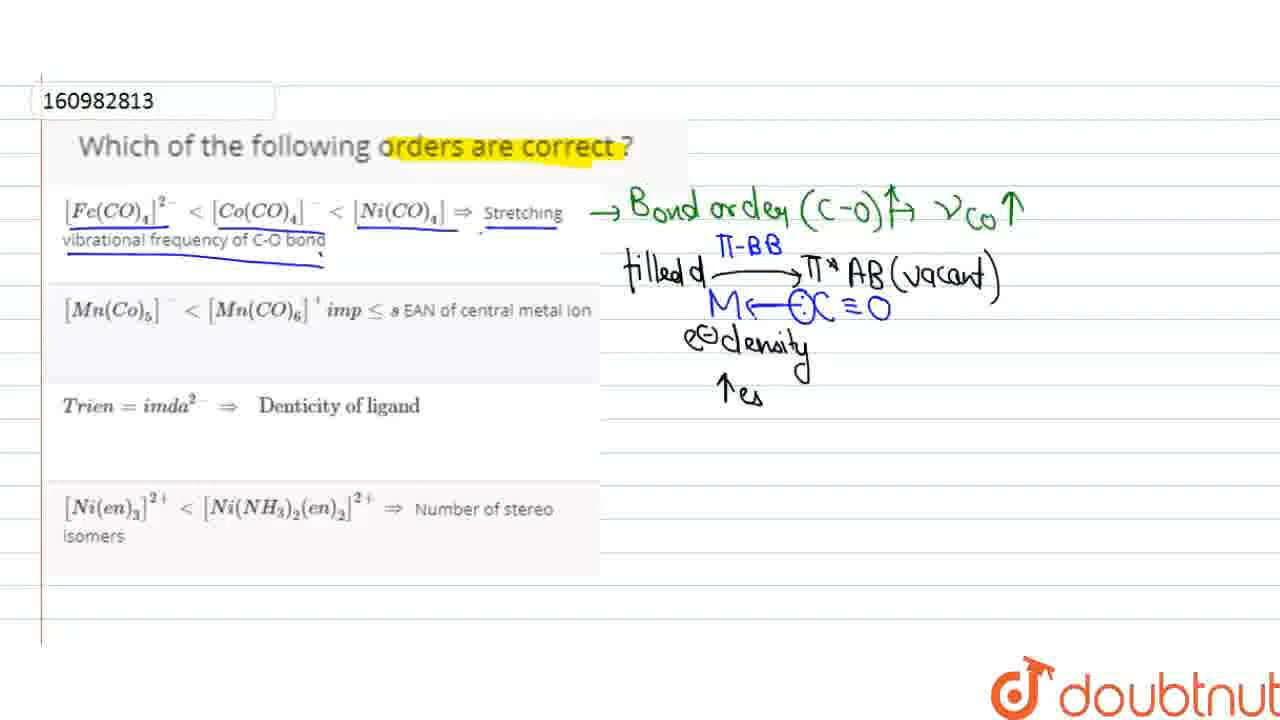 160982813
Which of the following orders are correct ?
[Fe(CO)₄]²⁻ < [Co(CO)₄]⁻ < [Ni(CO)₄] ⇒ Stretching
vibrational frequency of C-O bond
→ Bond order (C-O)↑ → ν_CO ↑
π-BB
filled d → π* AB (vacant)
M ← :C ≡ O
e⊖ density
↑es
[Mn(Co)₅]⁻ < [Mn(CO)₆]⁺ imp ≤ s EAN of central metal ion
Trien = imda²⁻ ⇒ Denticity of ligand
[Ni(en)₃]²⁺ < [Ni(NH₃)₂(en)₂]²⁺ ⇒ Number of stereo
isomers
doubtnut